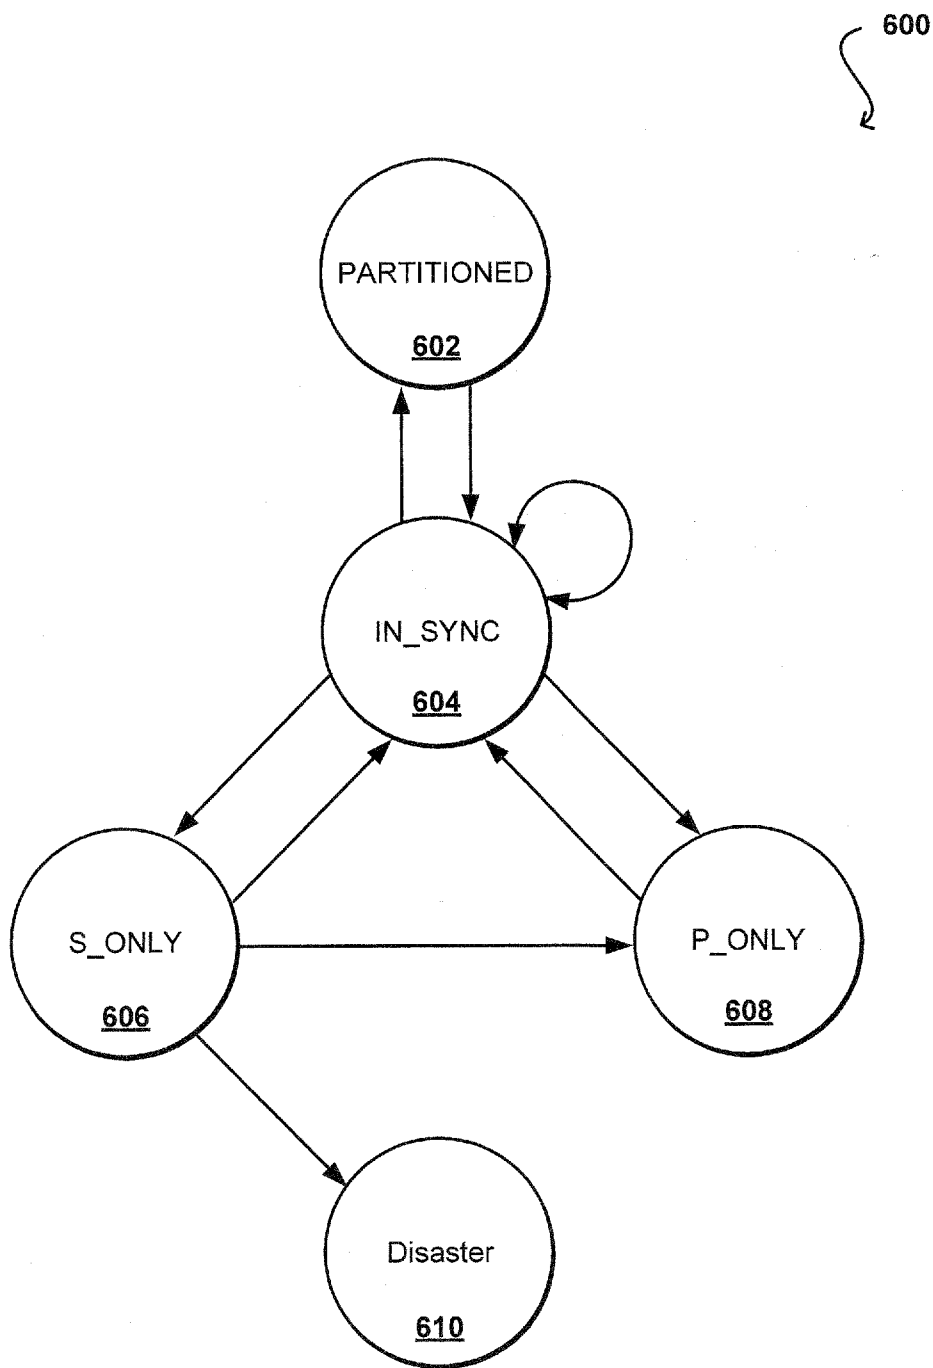 600
PARTITIONED
602
IN_SYNC
604
S_ONLY
606
P_ONLY
608
Disaster
610